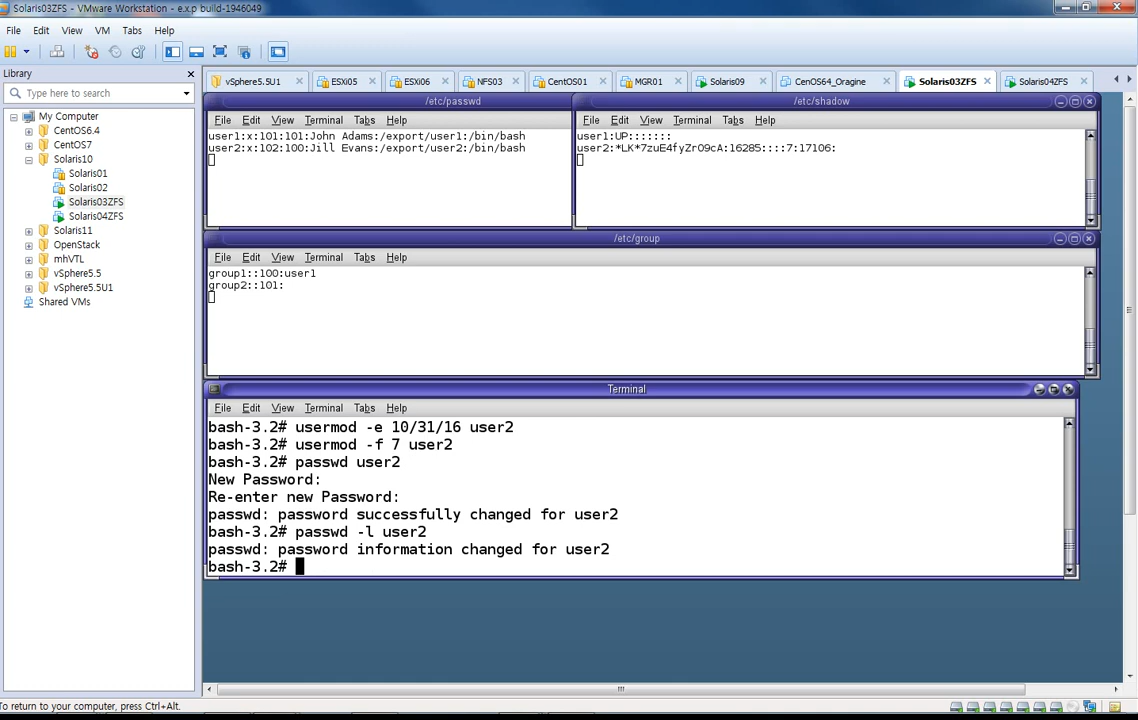 Solaris03ZFS - VMware Workstation - e.x.p build-1946049
File Edit View VM Tabs Help
Library
Type here to search
My Computer
CentOS6.4
CentOS7
Solaris10
Solaris01
Solaris02
Solaris03ZFS
Solaris04ZFS
Solaris11
OpenStack
mhVTL
vSphere5.5
vSphere5.5U1
Shared VMs
vSphere5.5U1 ESXi05 ESXi06 NFS03 CentOS01 MGR01 Solaris09 CenOS64_Oragine Solaris03ZFS Solaris04ZFS
/etc/passwd
File Edit View Terminal Tabs Help
user1:x:101:101:John Adams:/export/user1:/bin/bash
user2:x:102:100:Jill Evans:/export/user2:/bin/bash
/etc/shadow
File Edit View Terminal Tabs Help
user1:UP:::::::
user2:*LK*7zuE4fyZrO9cA:16285::::7:17106:
/etc/group
File Edit View Terminal Tabs Help
group1::100:user1
group2::101:
Terminal
File Edit View Terminal Tabs Help
bash-3.2# usermod -e 10/31/16 user2
bash-3.2# usermod -f 7 user2
bash-3.2# passwd user2
New Password:
Re-enter new Password:
passwd: password successfully changed for user2
bash-3.2# passwd -l user2
passwd: password information changed for user2
bash-3.2#
To return to your computer, press Ctrl+Alt.